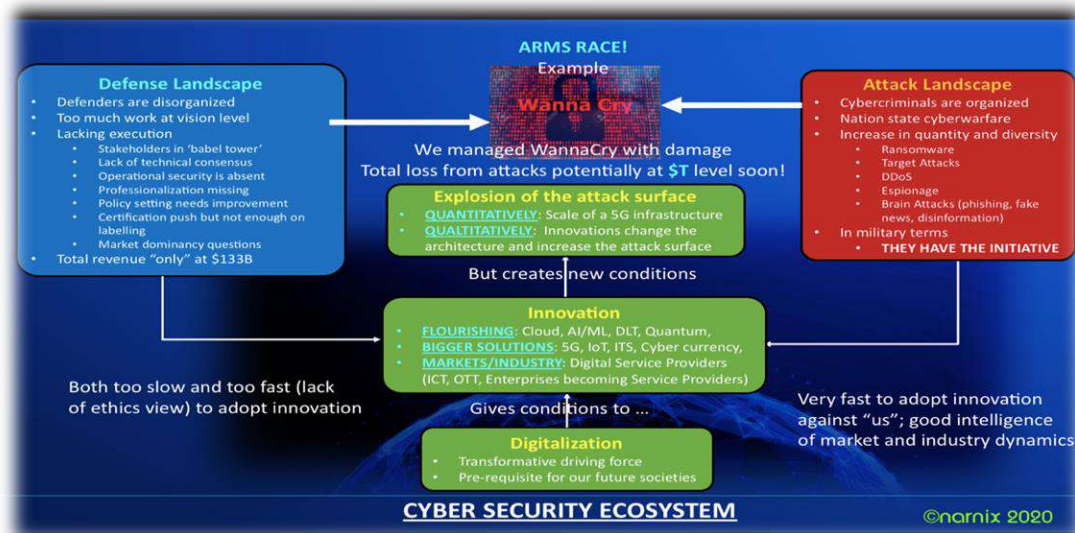 ARMS RACE!
Example
Wanna Cry
We managed WannaCry with damage
Total loss from attacks potentially at $T level soon!
Defense Landscape
• Defenders are disorganized
• Too much work at vision level
• Lacking execution
• Stakeholders in ‘babel tower’
• Lack of technical consensus
• Operational security is absent
• Professionalization missing
• Policy setting needs improvement
• Certification push but not enough on
labelling
• Market dominancy questions
• Total revenue “only” at $133B
Attack Landscape
• Cybercriminals are organized
• Nation state cyberwarfare
• Increase in quantity and diversity
• Ransomware
• Target Attacks
• DDoS
• Espionage
• Brain Attacks (phishing, fake
news, disinformation)
• In military terms
• THEY HAVE THE INITIATIVE
Explosion of the attack surface
• QUANTITATIVELY: Scale of a 5G infrastructure
• QUALTITATIVELY: Innovations change the
architecture and increase the attack surface
But creates new conditions
Innovation
• FLOURISHING: Cloud, AI/ML, DLT, Quantum,
• BIGGER SOLUTIONS: 5G, IoT, ITS, Cyber currency,
• MARKETS/INDUSTRY: Digital Service Providers
(ICT, OTT, Enterprises becoming Service Providers)
Both too slow and too fast (lack
of ethics view) to adopt innovation
Gives conditions to ...
Very fast to adopt innovation
against “us”; good intelligence
of market and industry dynamics
Digitalization
• Transformative driving force
• Pre-requisite for our future societies
CYBER SECURITY ECOSYSTEM
©narnix 2020